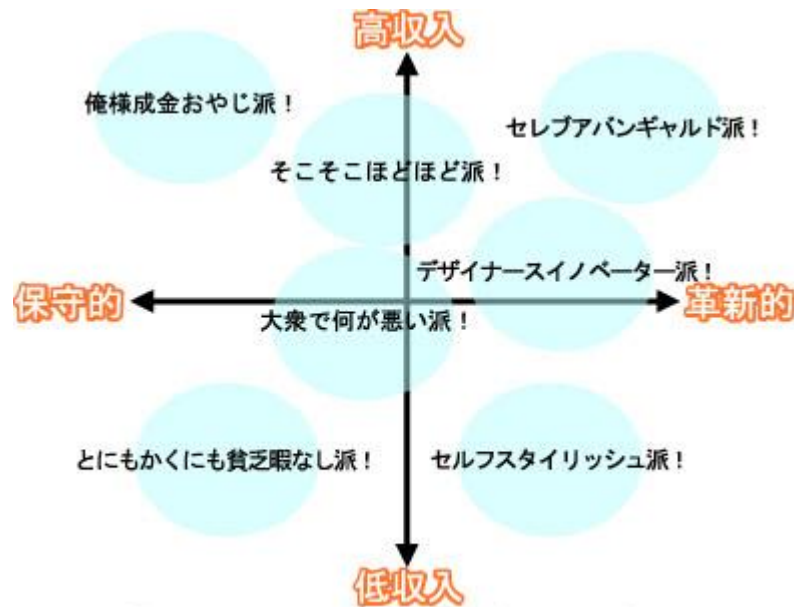 高収入
俺様成金おやじ派！
セレブアバンギャルド派！
そこそこほどほど派！
デザイナースイノベーター派！
保守的
革新的
大衆で何が悪い派！
とにもかくにも貧乏暇なし派！
セルフスタイリッシュ派！
低収入